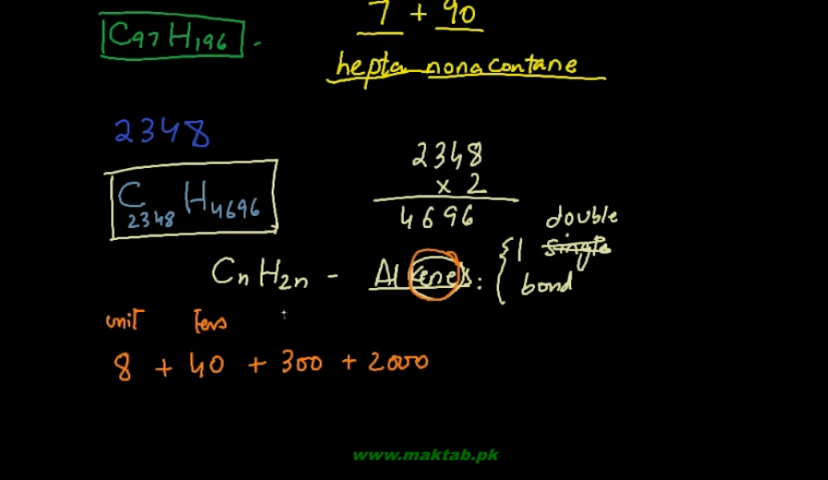 7 + 90
C97 H196 .
hepta nonacontane
2348
2348
x 2
4696
C2348 H4696
double
{ 1 single
CnH2n - Alkenes : bond
unit tens
8 + 40 + 300 + 2000
www.maktab.pk